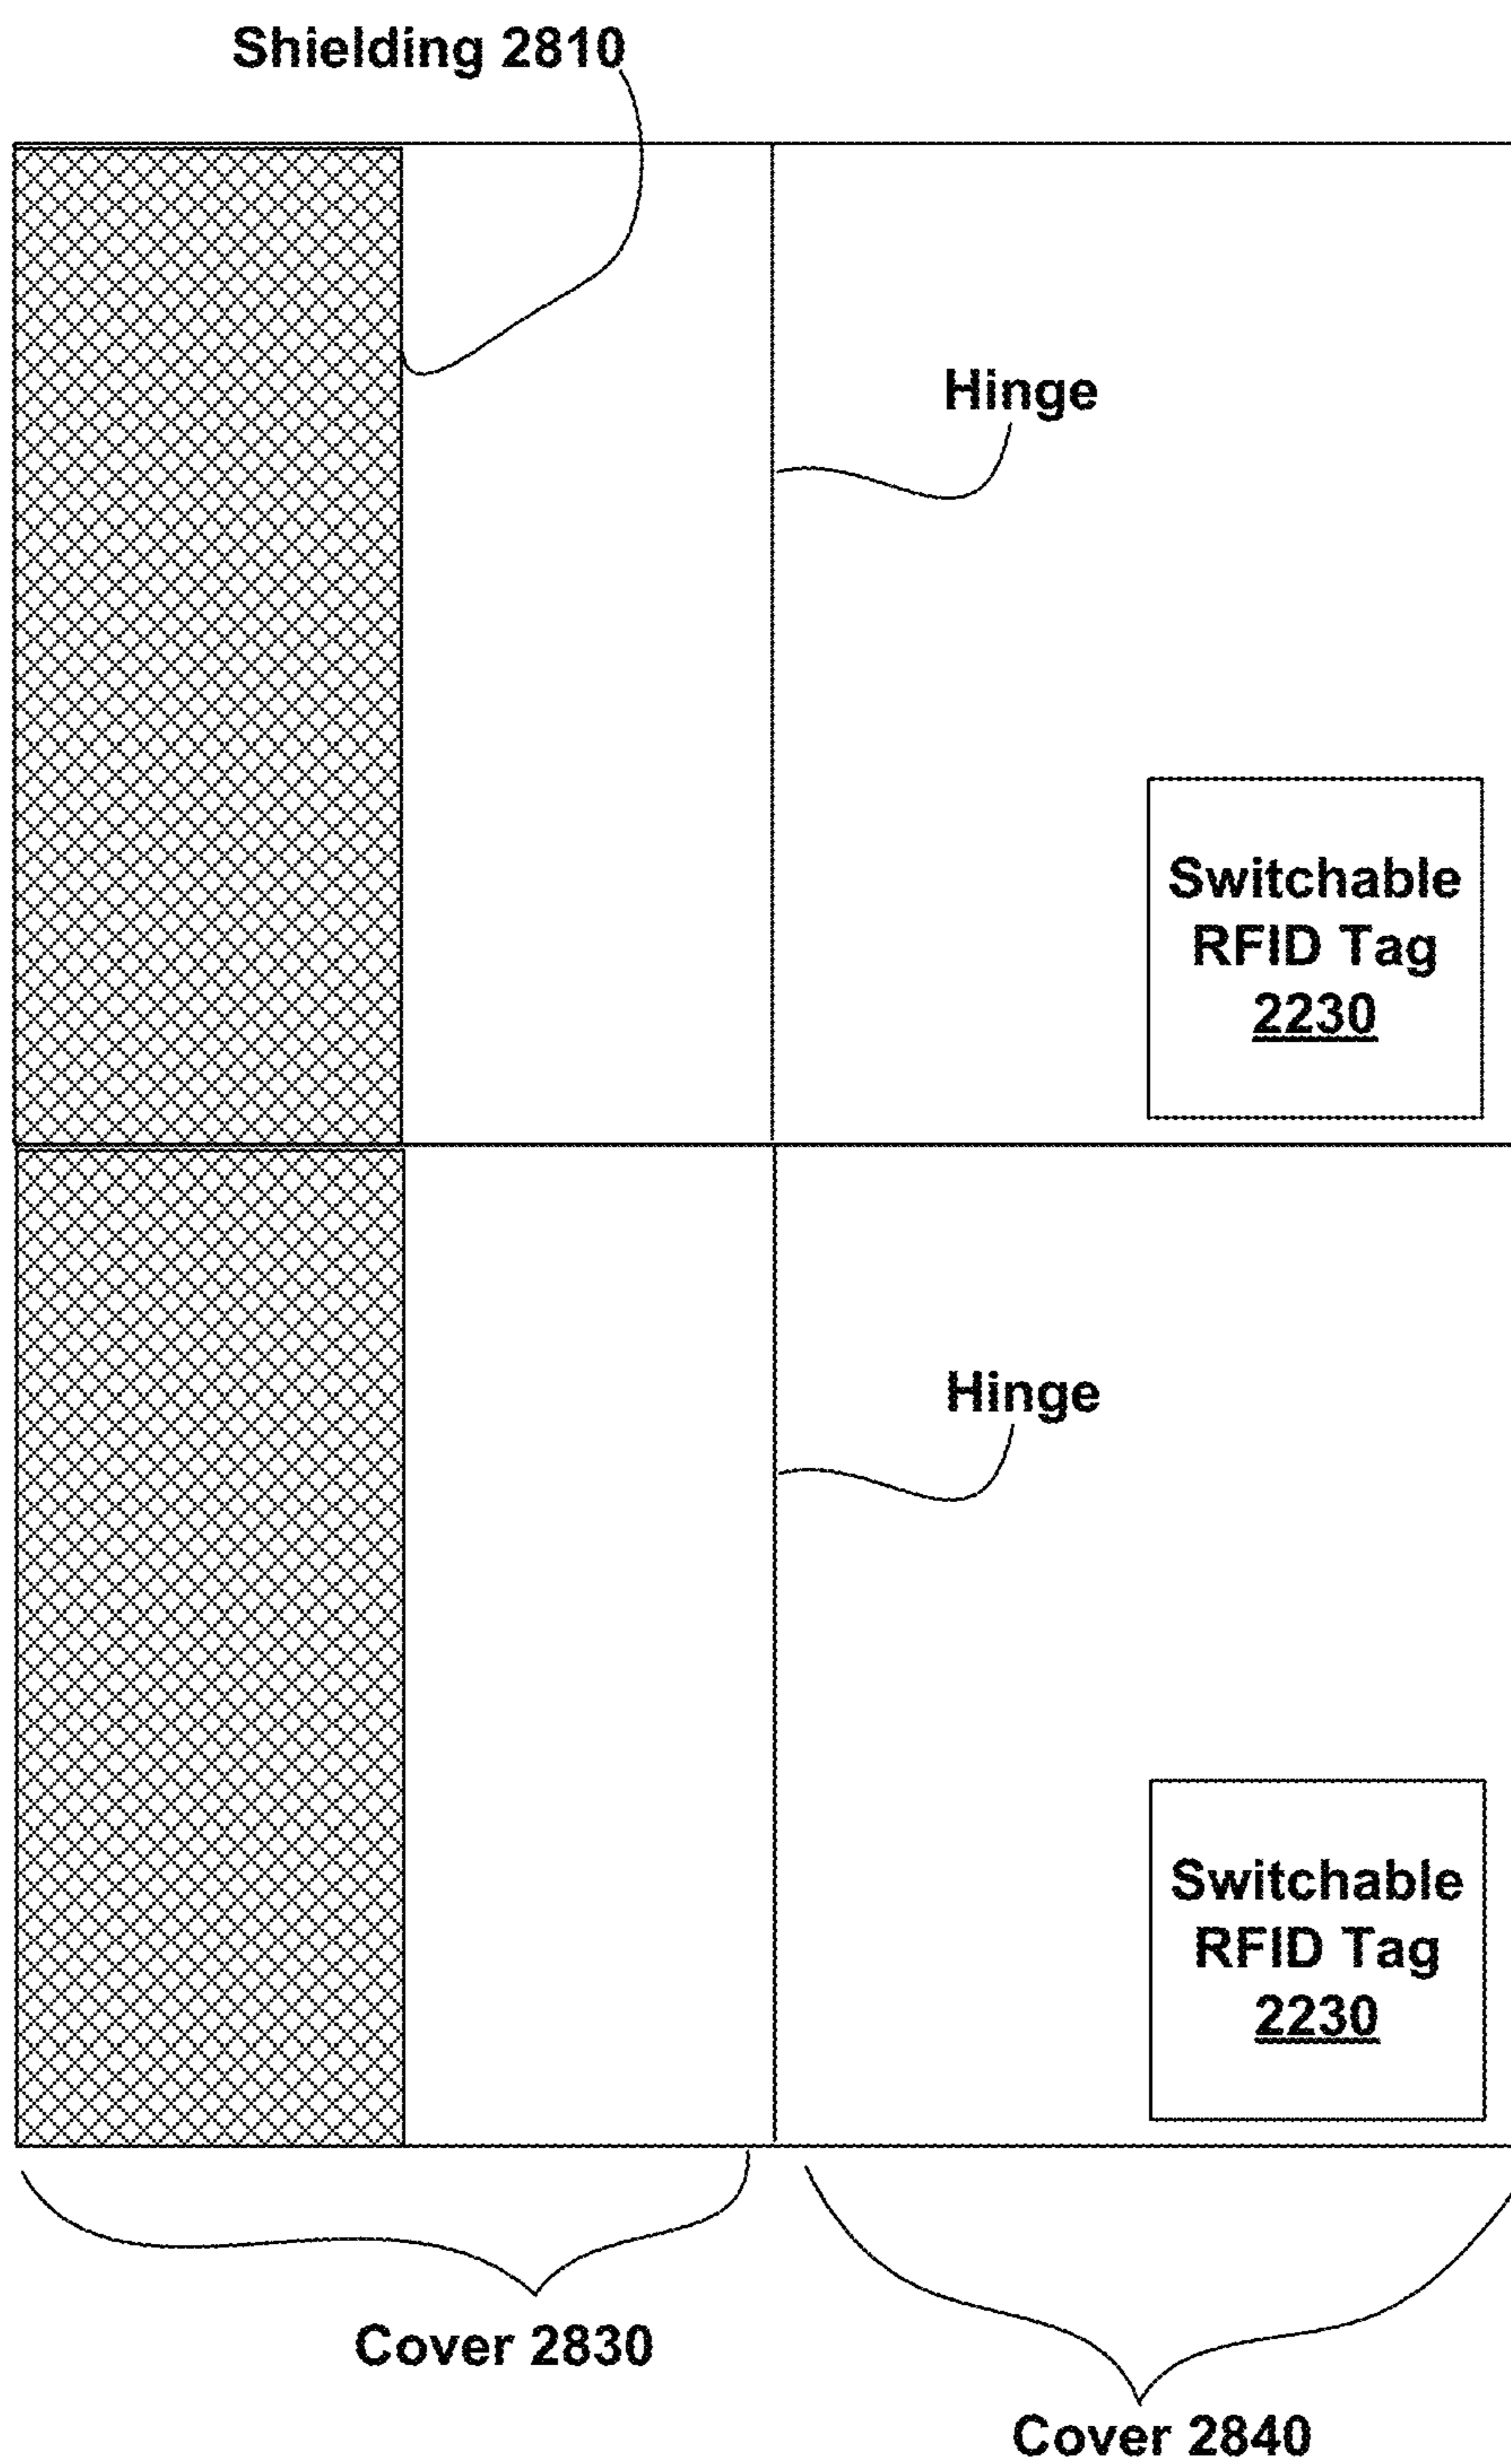 Shielding 2810
Hinge
Switchable
RFID Tag
2230
Hinge
Switchable
RFID Tag
2230
Cover 2830
Cover 2840